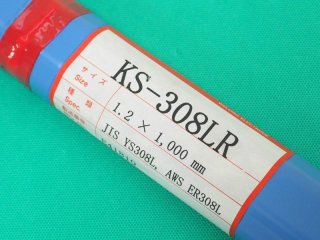 サイズ Size KS-308LR
1.2 × 1,000 mm
種類 Spec. JIS YS308L, AWS ER308L